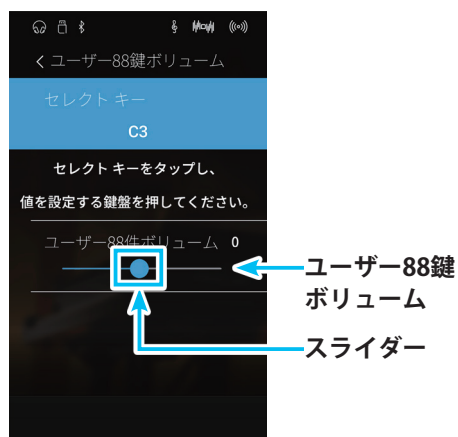 ユーザー88鍵ボリューム
セレクト キー
C3
セレクト キーをタップし、
値を設定する鍵盤を押してください。
ユーザー88件ボリューム 0
ユーザー88鍵
ボリューム
スライダー